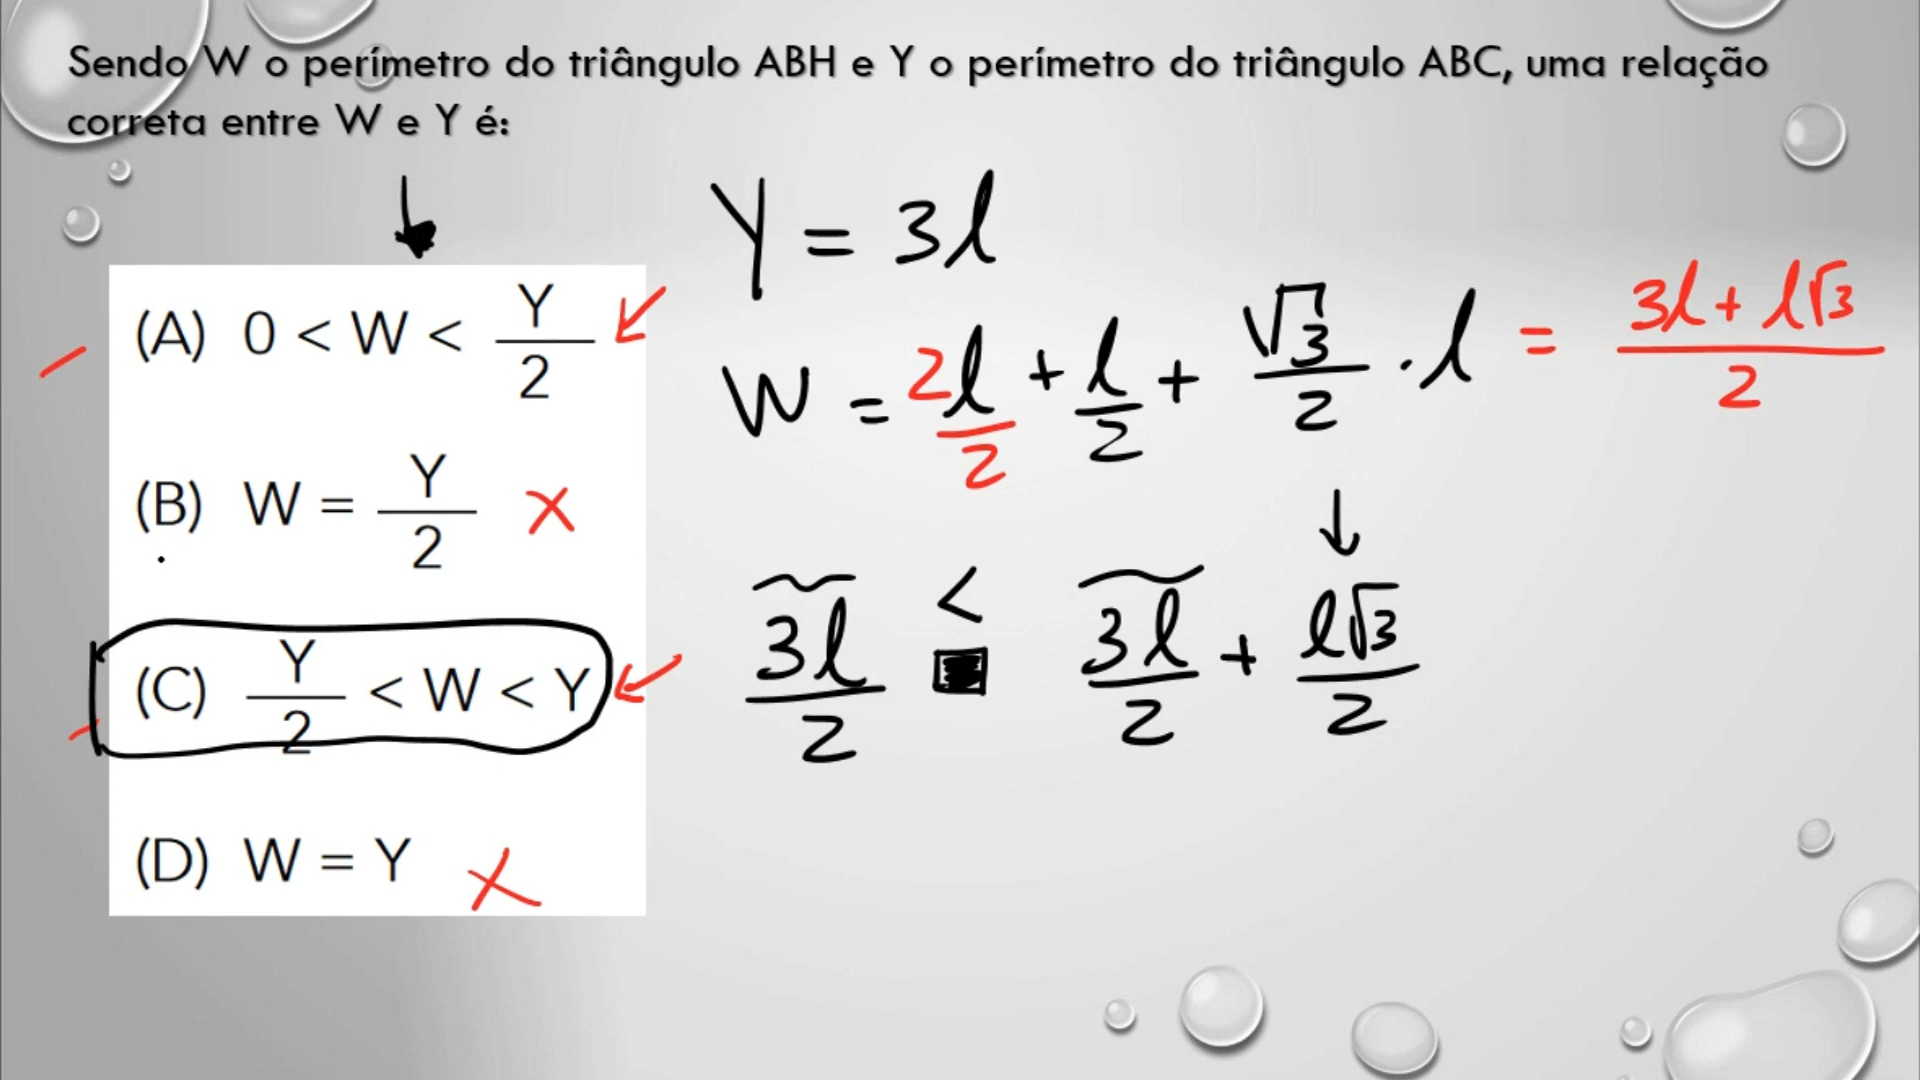 Sendo W o perímetro do triângulo ABH e Y o perímetro do triângulo ABC, uma relação
correta entre W e Y é:
(A) 0 < W < Y/2
(B) W = Y/2 x
(C) Y/2 < W < Y
(D) W = Y x
Y = 3l
W = 2l/2 + l/2 + √3/2 . l = 3l + l√3/2
3l/2 < 3l/2 + l√3/2